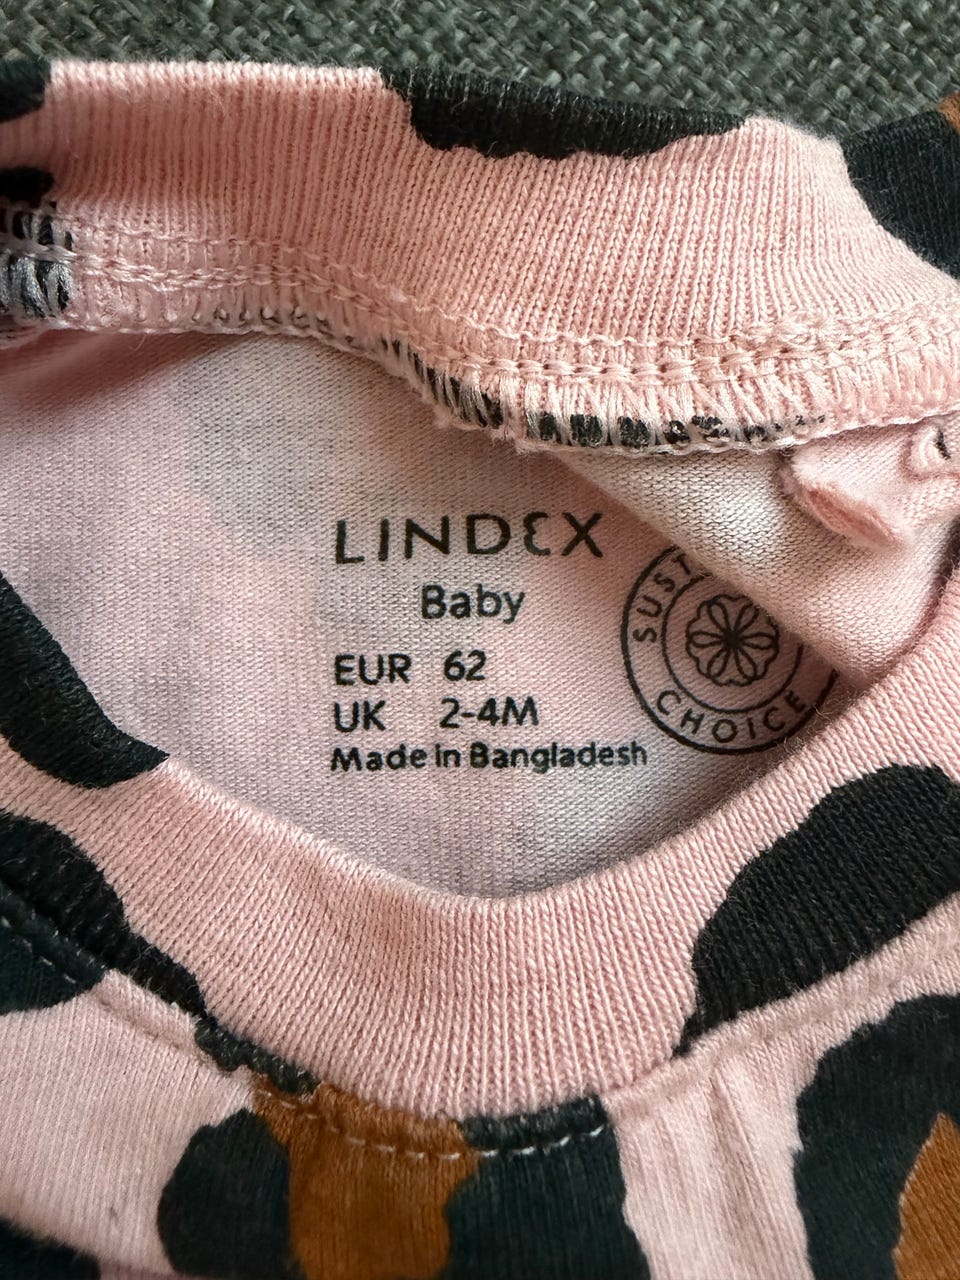 LINDEX
Baby
EUR 62
UK 2-4M
Made in Bangladesh
CHOICE